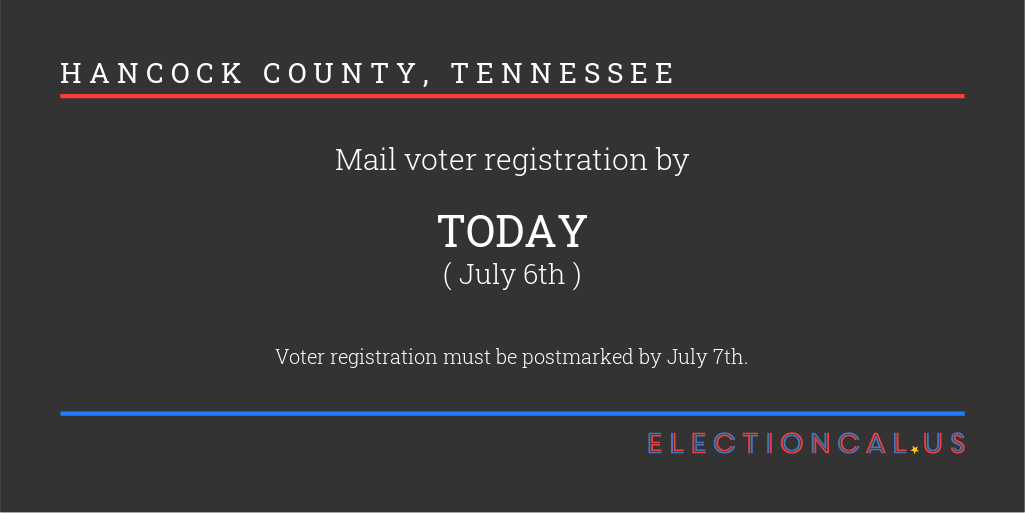 HANCOCK COUNTY, TENNESSEE
Mail voter registration by
TODAY
( July 6th )
Voter registration must be postmarked by July 7th.
ELECTIONCAL.US